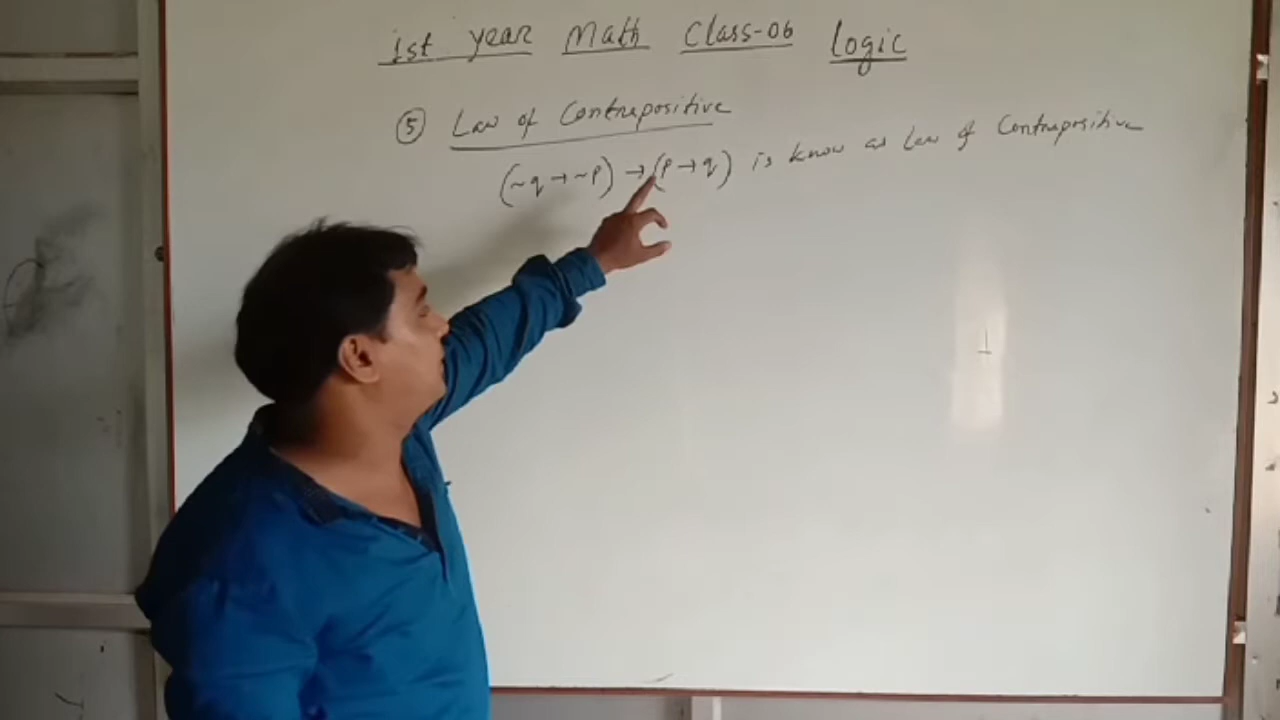 1st year Math Class-06 Logic
⑤ Law of Contrapositive
(~q→~p) → (p→q) is know as Law of Contrapositive